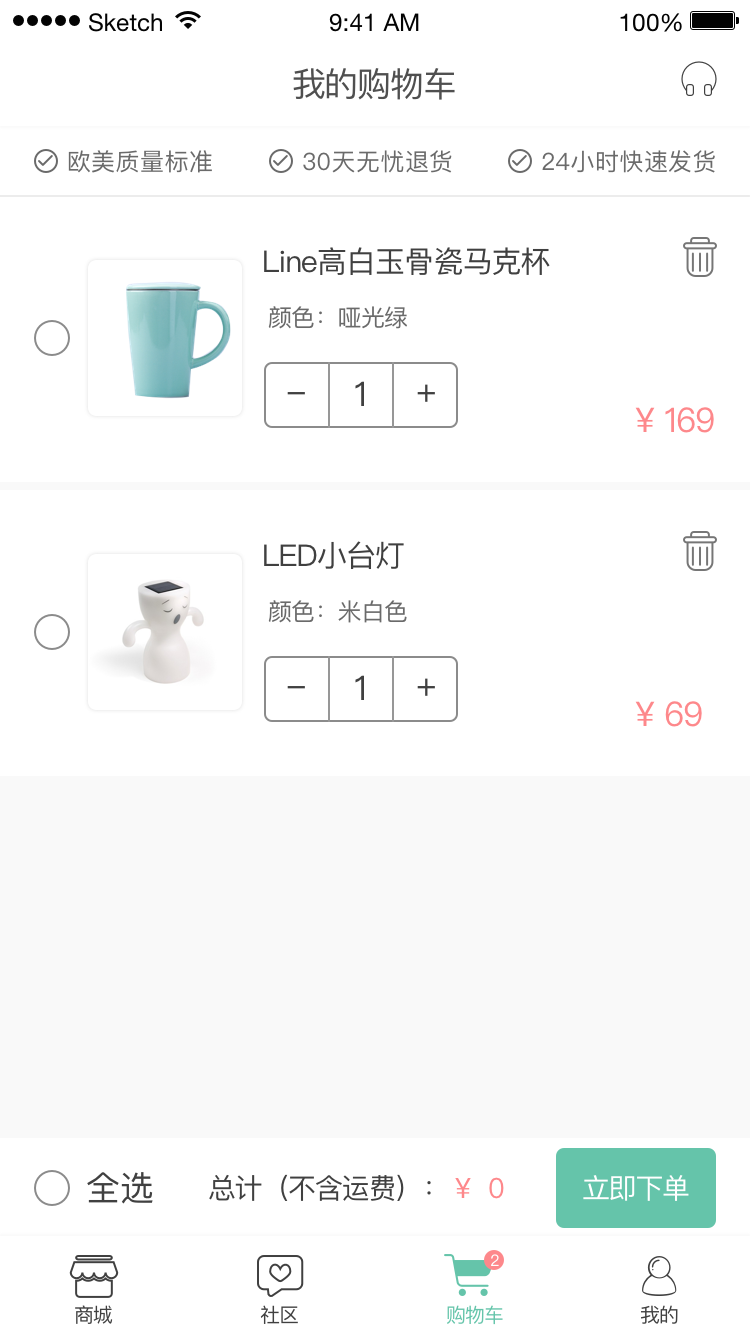 Sketch 9:41 AM 100%
我的购物车
欧美质量标准 30天无忧退货 24小时快速发货
Line高白玉骨瓷马克杯
颜色：哑光绿
− 1 +
¥ 169
LED小台灯
颜色：米白色
− 1 +
¥ 69
全选 总计（不含运费）： ¥ 0 立即下单
2
商城 社区 购物车 我的